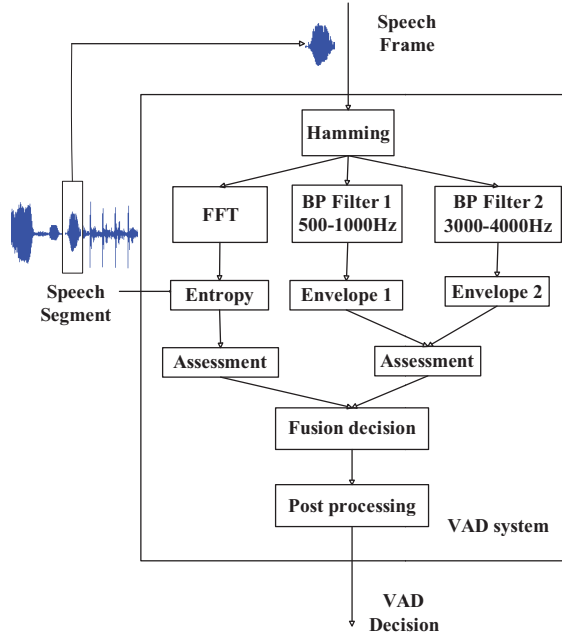 Speech
Frame
Hamming
FFT
BP Filter 1
500-1000Hz
BP Filter 2
3000-4000Hz
Speech
Segment
Entropy
Envelope 1
Envelope 2
Assessment
Assessment
Fusion decision
Post processing
VAD system
VAD
Decision